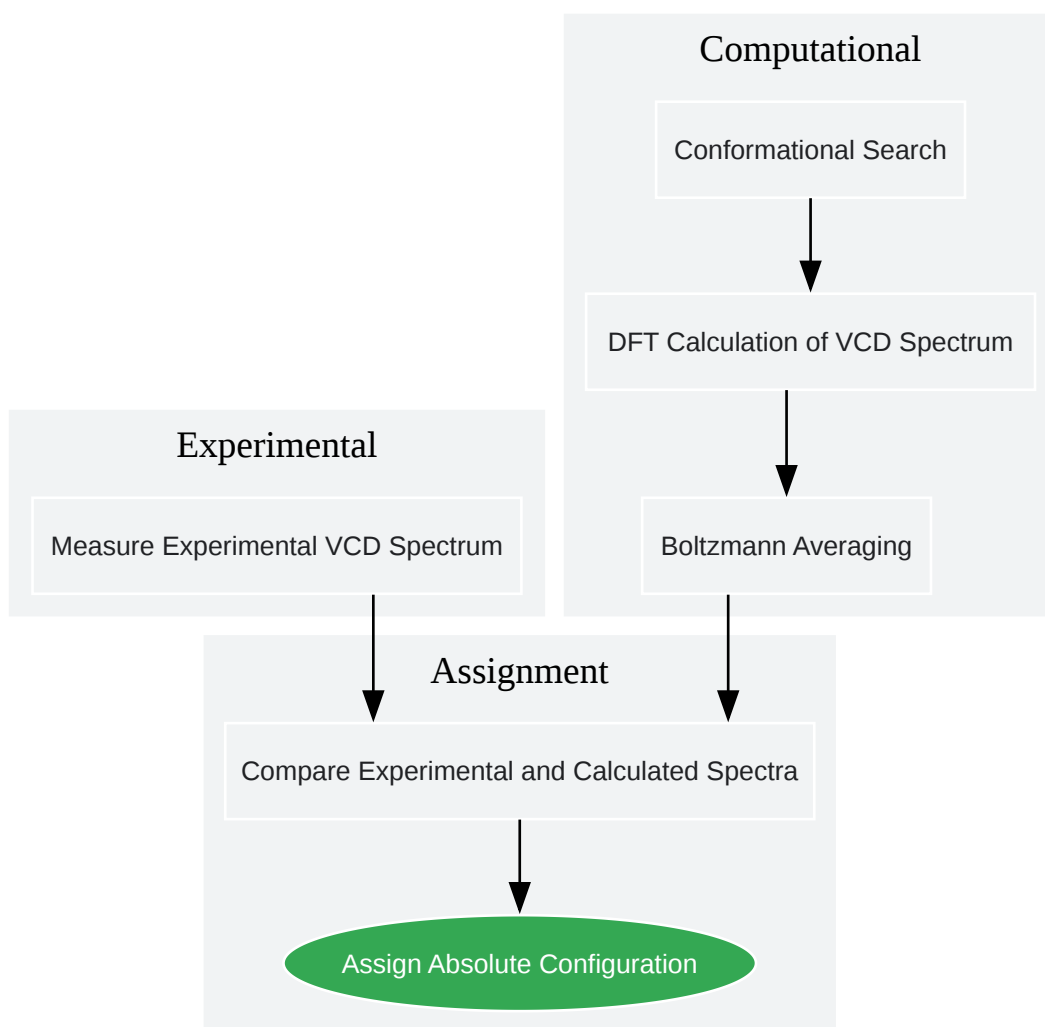 Computational
Conformational Search
DFT Calculation of VCD Spectrum
Experimental
Measure Experimental VCD Spectrum
Boltzmann Averaging
Assignment
Compare Experimental and Calculated Spectra
Assign Absolute Configuration